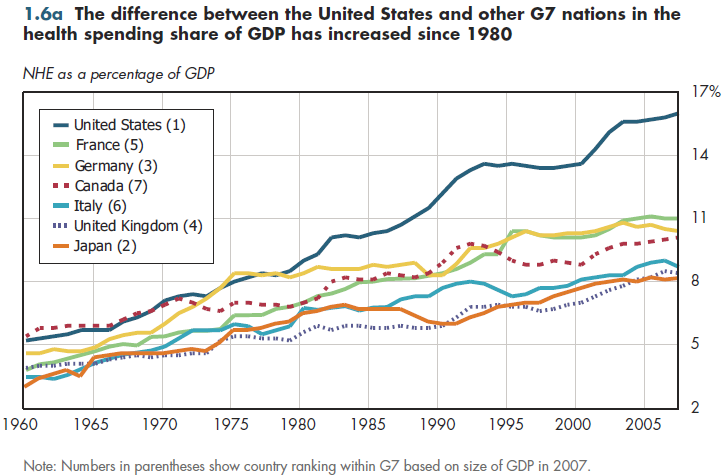 1.6a The difference between the United States and other G7 nations in the
health spending share of GDP has increased since 1980
NHE as a percentage of GDP
17%
14
11
8
5
2
United States (1)
France (5)
Germany (3)
Canada (7)
Italy (6)
United Kingdom (4)
Japan (2)
1960 1965 1970 1975 1980 1985 1990 1995 2000 2005
Note: Numbers in parentheses show country ranking within G7 based on size of GDP in 2007.